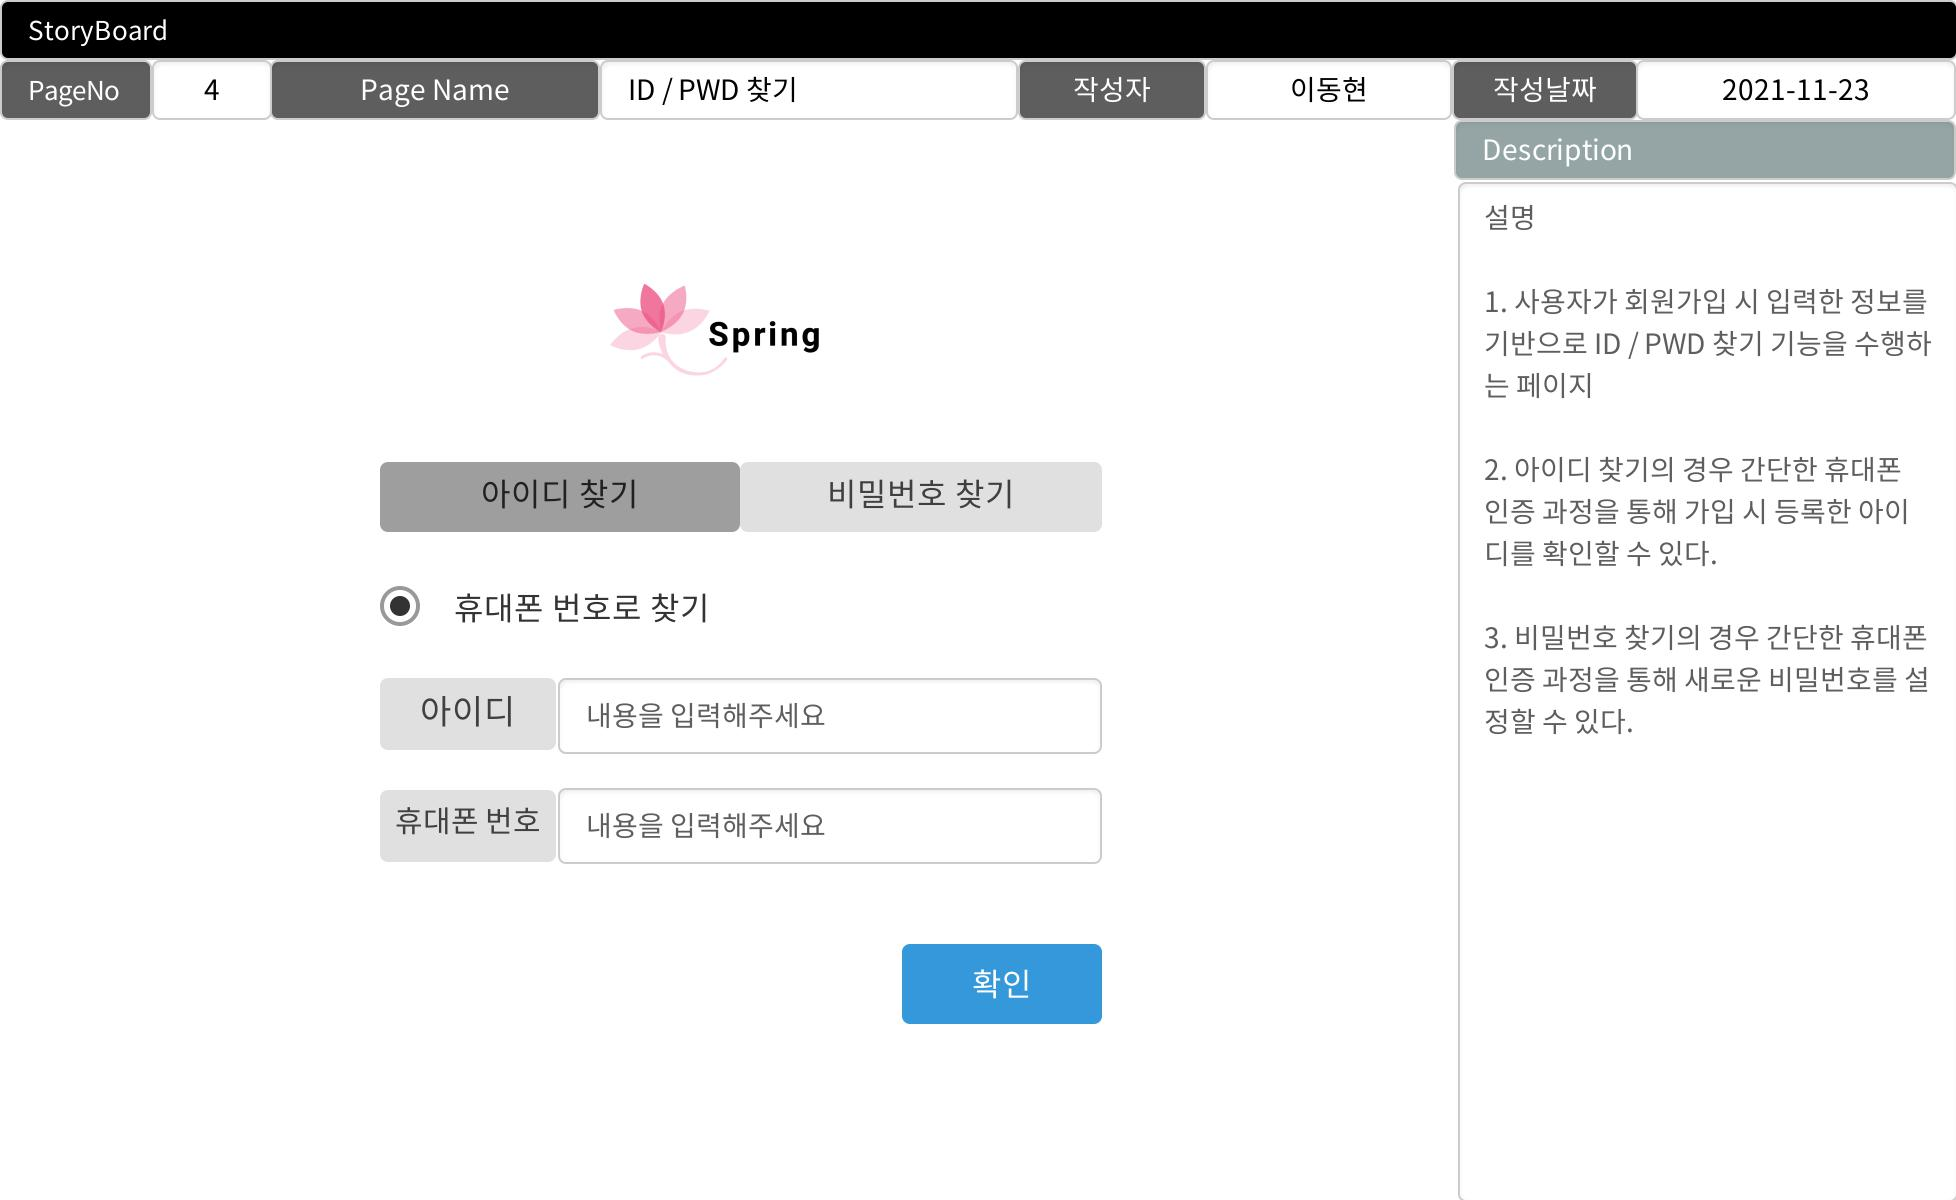 StoryBoard
PageNo 4 Page Name ID / PWD 찾기 작성자 이동현 작성날짜 2021-11-23
Description
설명
1. 사용자가 회원가입 시 입력한 정보를
기반으로 ID / PWD 찾기 기능을 수행하
는 페이지
2. 아이디 찾기의 경우 간단한 휴대폰
인증 과정을 통해 가입 시 등록한 아이
디를 확인할 수 있다.
3. 비밀번호 찾기의 경우 간단한 휴대폰
인증 과정을 통해 새로운 비밀번호를 설
정할 수 있다.
Spring
아이디 찾기 비밀번호 찾기
휴대폰 번호로 찾기
아이디 내용을 입력해주세요
휴대폰 번호 내용을 입력해주세요
확인